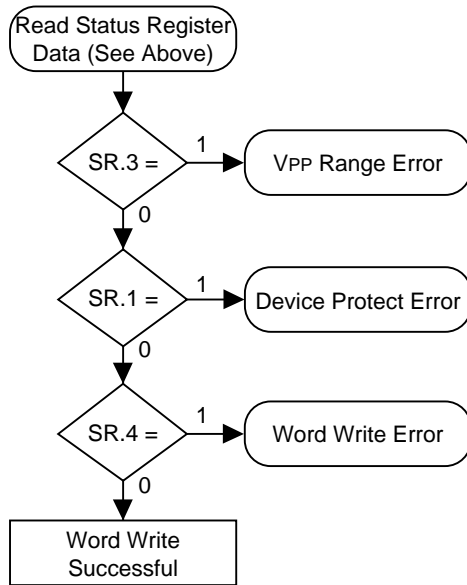 Read Status Register
Data (See Above)
SR.3 =
1
VPP Range Error
0
SR.1 =
1
Device Protect Error
0
SR.4 =
1
Word Write Error
0
Word Write
Successful